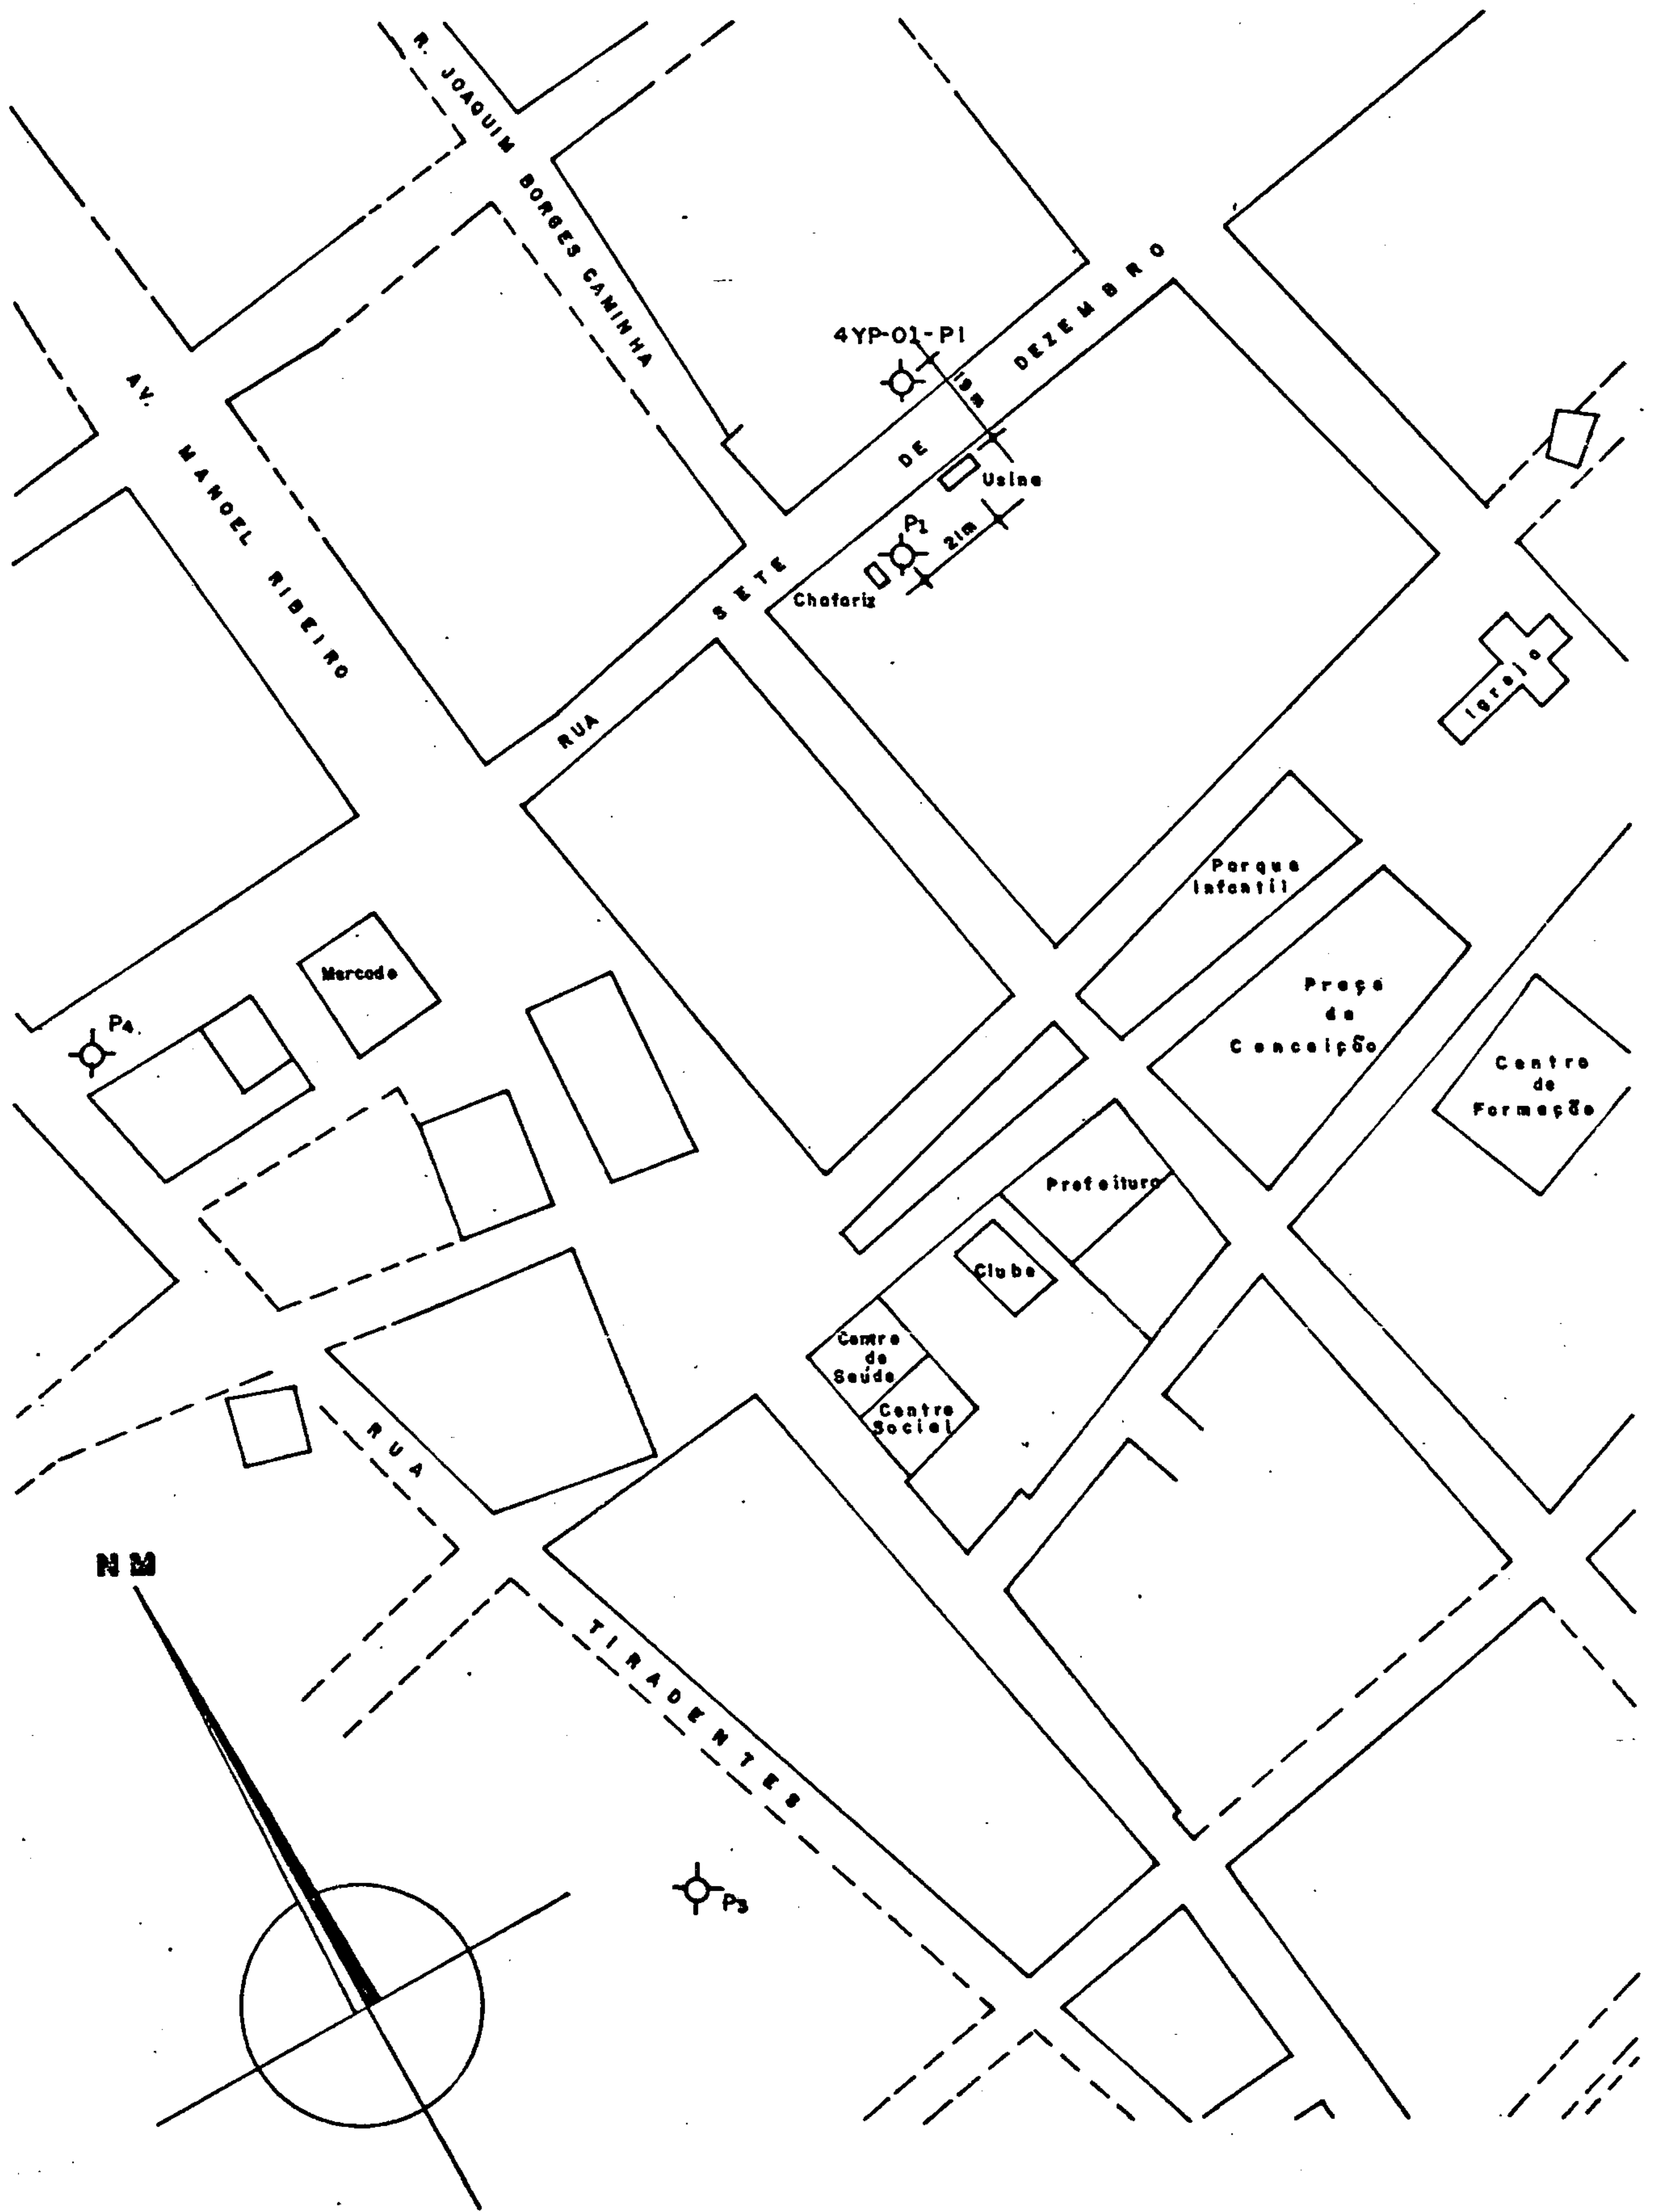 R. JOAQUIM BORGES CAMINHA
AV. MANOEL RIBEIRO
RUA SETE DE DEZEMBRO
4YP-01-P1
19m
Usina
P1
21m
Chafariz
Igreja
Parque
Infantil
Praça
da
Conceição
Centro
de
Formação
Mercado
P4
Prefeitura
Clube
Centro
de
Saúde
Centro
Social
RUA TIRADENTES
NM
P3